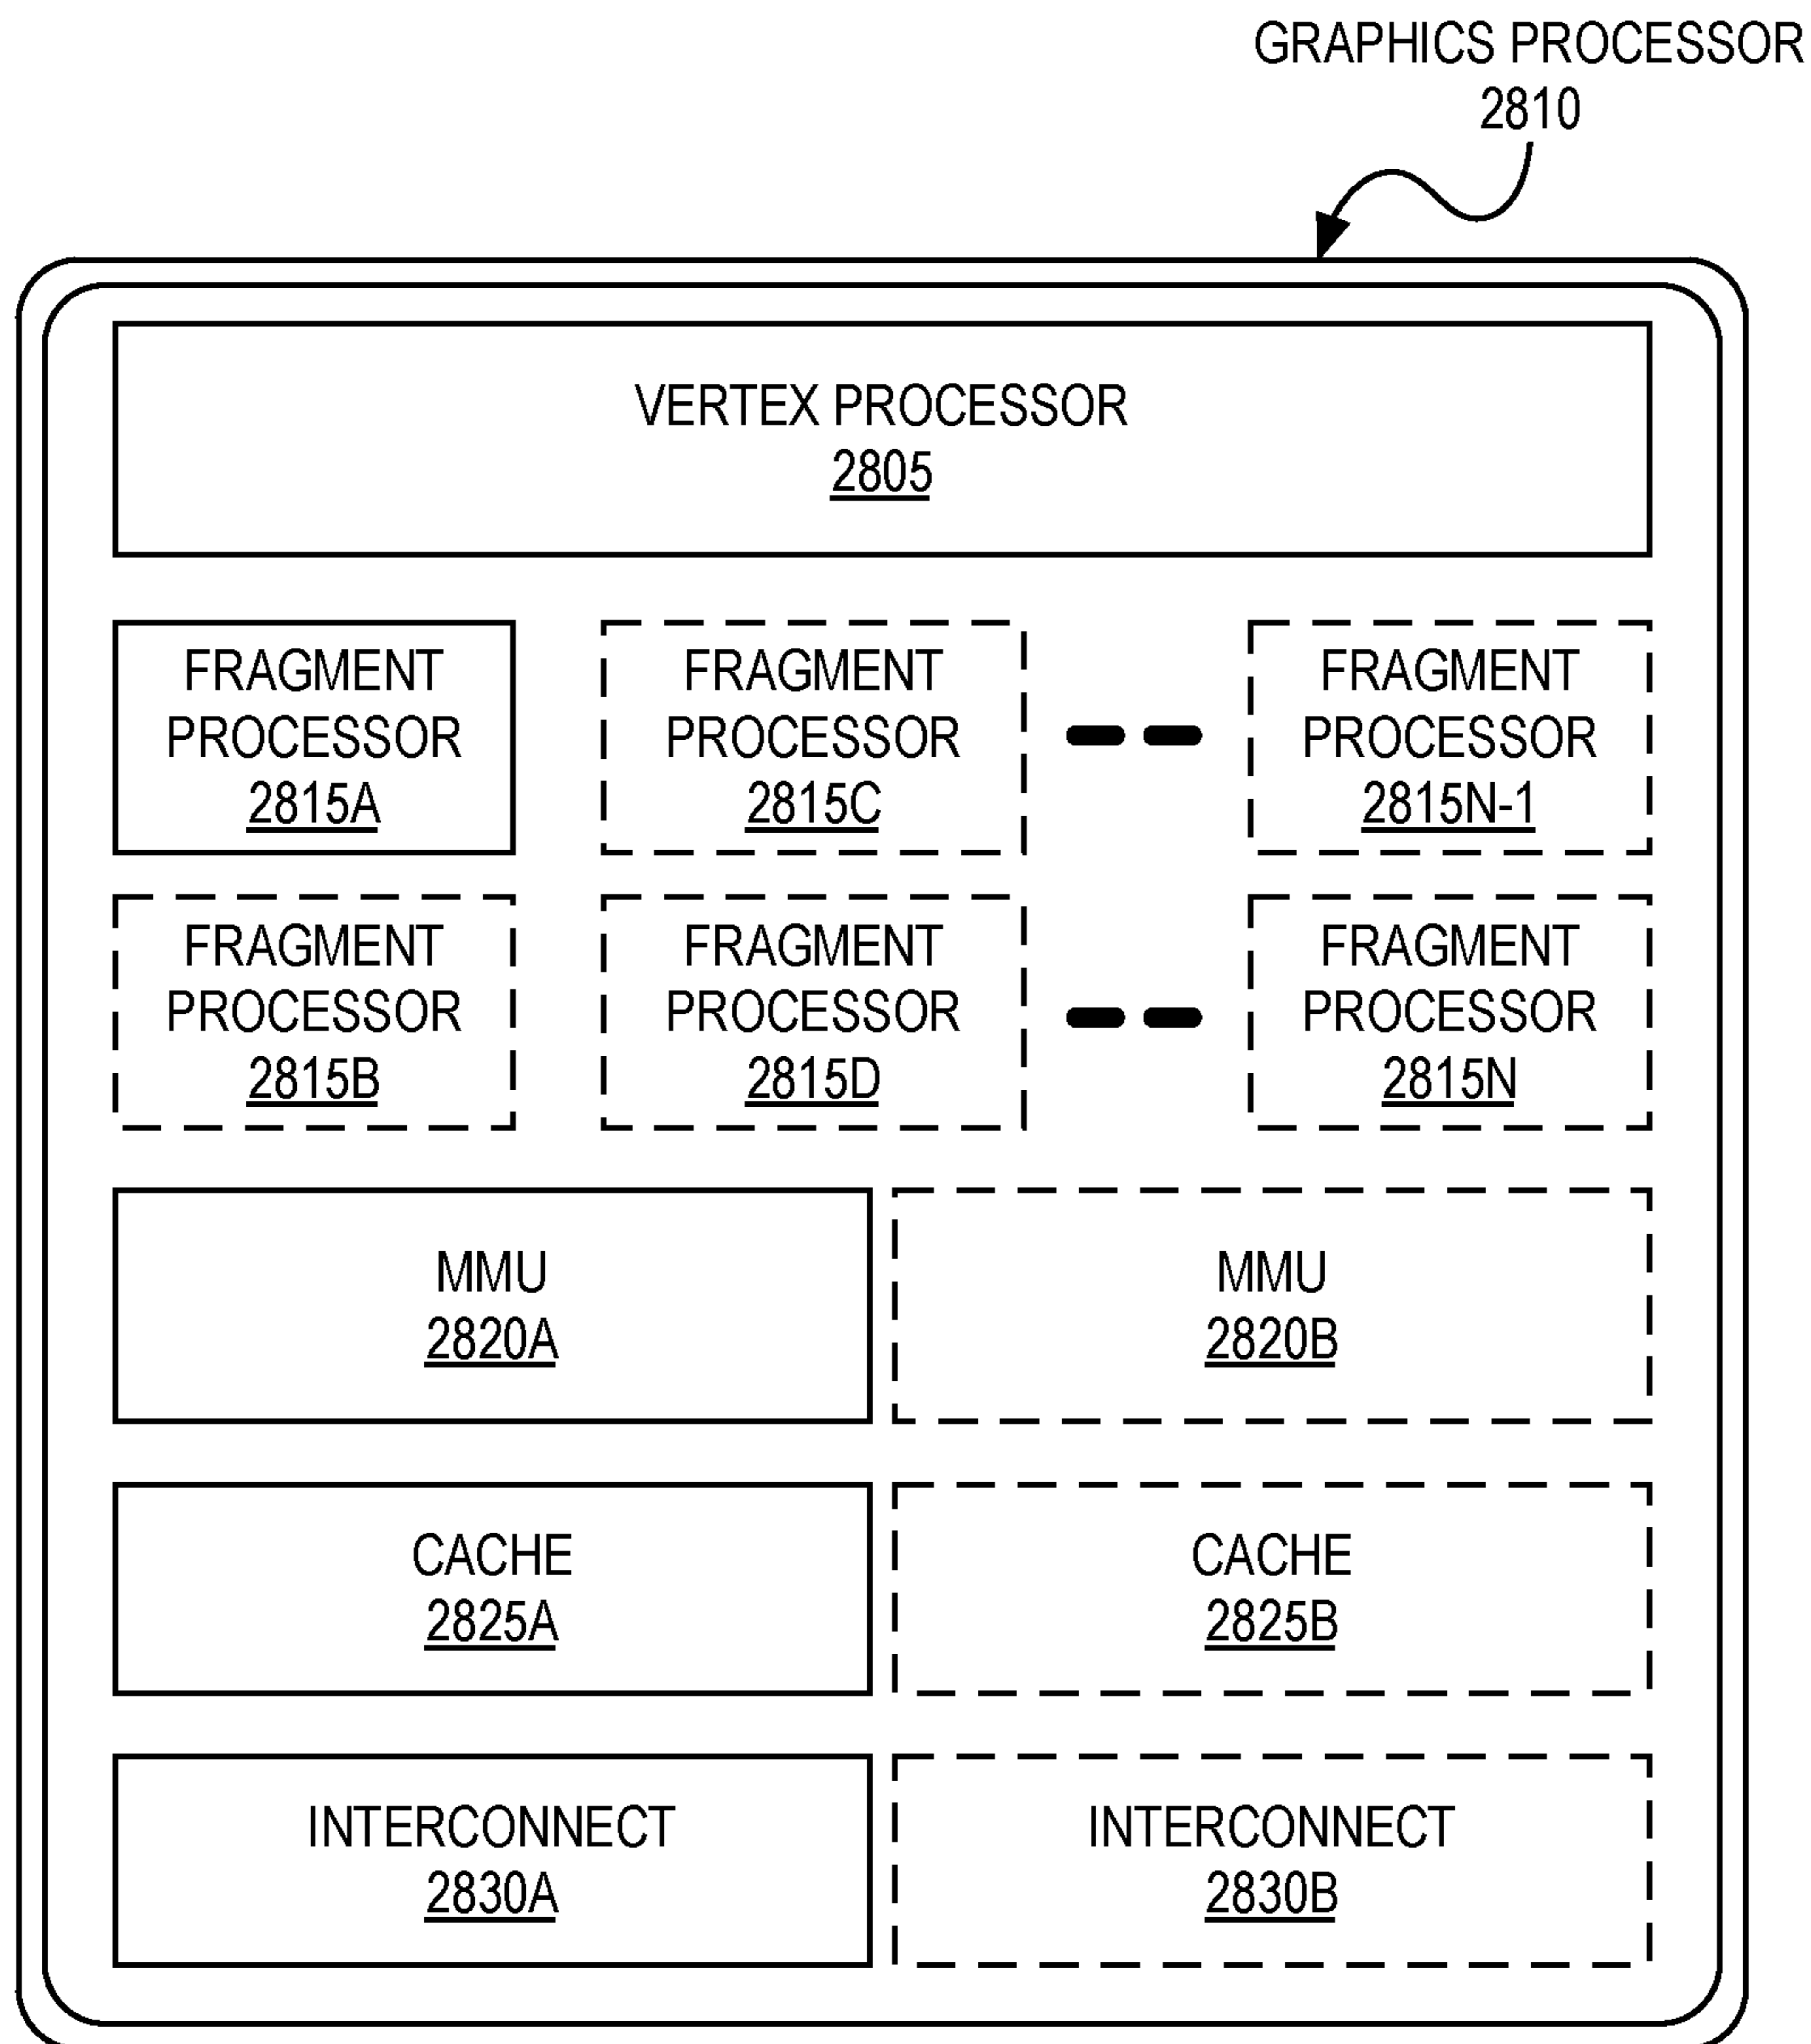 GRAPHICS PROCESSOR
2810
VERTEX PROCESSOR
2805
FRAGMENT
PROCESSOR
2815A
FRAGMENT
PROCESSOR
2815C
FRAGMENT
PROCESSOR
2815N-1
FRAGMENT
PROCESSOR
2815B
FRAGMENT
PROCESSOR
2815D
FRAGMENT
PROCESSOR
2815N
MMU
2820A
MMU
2820B
CACHE
2825A
CACHE
2825B
INTERCONNECT
2830A
INTERCONNECT
2830B